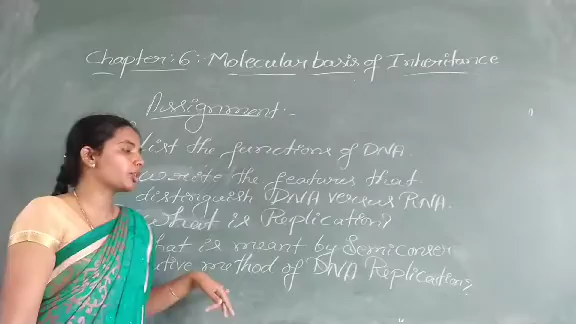 Chapter: 6: Molecular basis of Inheritance
Assignment:-
List the functions of DNA.
write the features that
distinguish DNA versus RNA.
What is Replication?
hat is meant by Semiconser
utive method of DNA Replication?